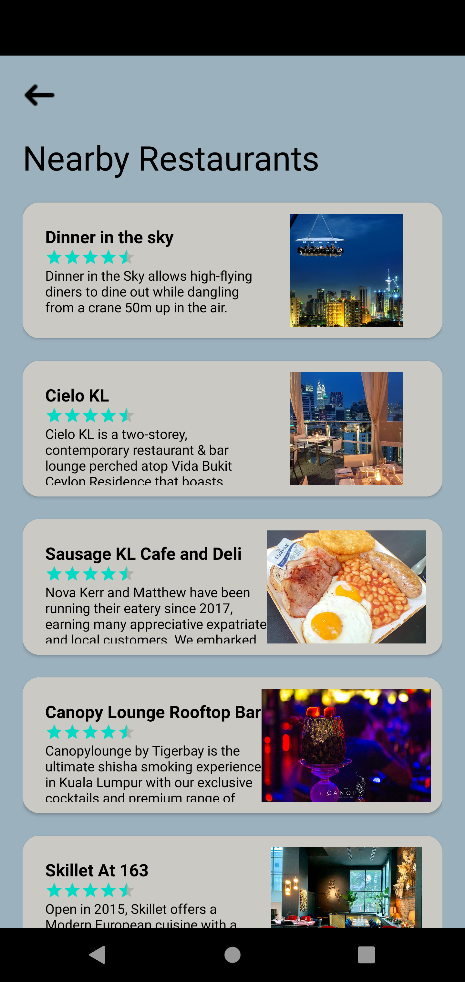 Nearby Restaurants
Dinner in the sky
Dinner in the Sky allows high-flying
diners to dine out while dangling
from a crane 50m up in the air.
Cielo KL
Cielo KL is a two-storey,
contemporary restaurant & bar
lounge perched atop Vida Bukit
Ceylon Residence that boasts
Sausage KL Cafe and Deli
Nova Kerr and Matthew have been
running their eatery since 2017,
earning many appreciative expatriate
and local customers. We embarked
Canopy Lounge Rooftop Bar
Canopylounge by Tigerbay is the
ultimate shisha smoking experience
in Kuala Lumpur with our exclusive
cocktails and premium range of
CANOP
Skillet At 163
Open in 2015, Skillet offers a
Modern European cuisine with a